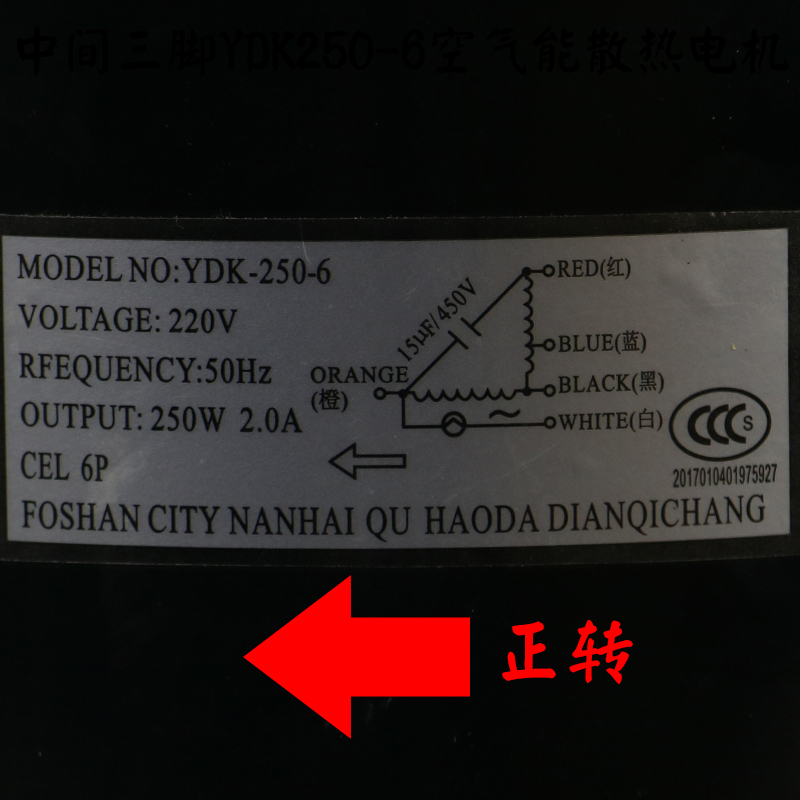 中间三脚YDK250-6空气能散热电机
MODEL NO:YDK-250-6
VOLTAGE: 220V
RFEQUENCY:50Hz
OUTPUT: 250W 2.0A
CEL 6P
FOSHAN CITY NANHAI QU HAODA DIANQICHANG
15μF/450V
RED(红)
BLUE(蓝)
ORANGE
(橙)
BLACK(黑)
WHITE(白)
~
CCC S
2017010401975927
正转